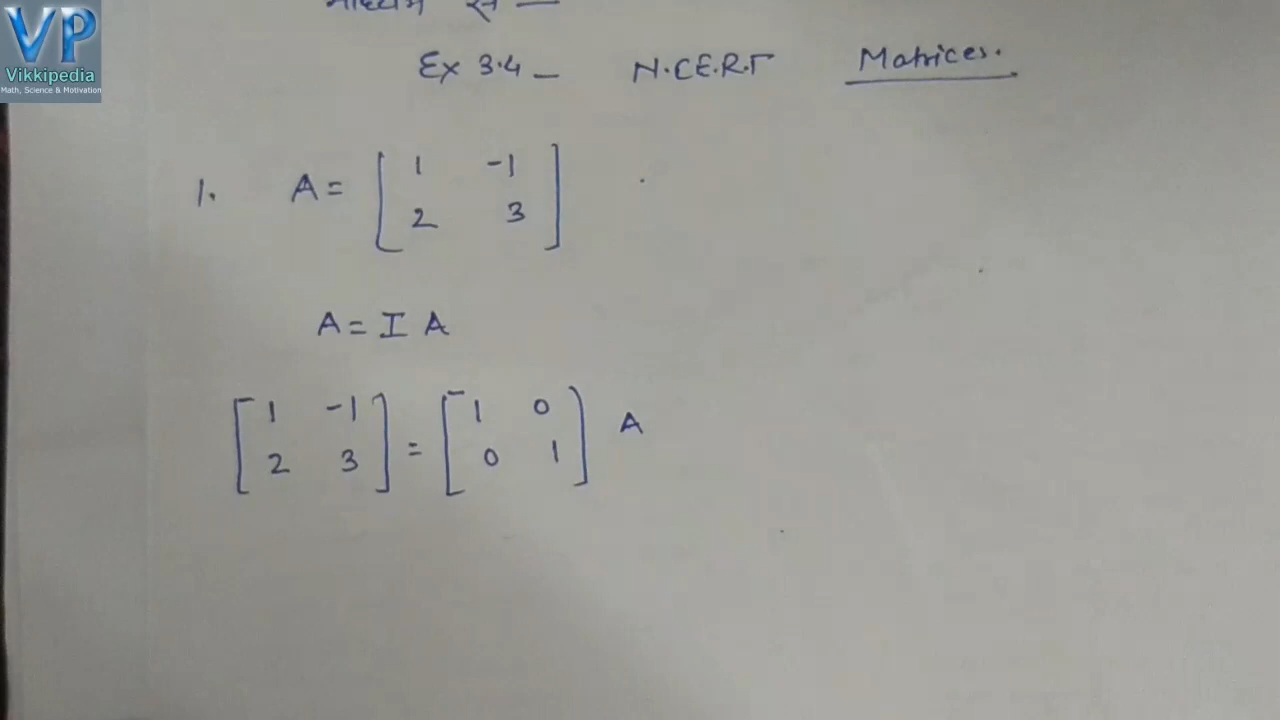 VP
Vikkipedia
Math, Science & Motivation
माध्यम से —
Ex 3.4 — N.C.E.R.T Matrices.
1. A = [ 1 -1
2 3 ]
A = I A
[ 1 -1
2 3 ] = [ 1 0
0 1 ] A